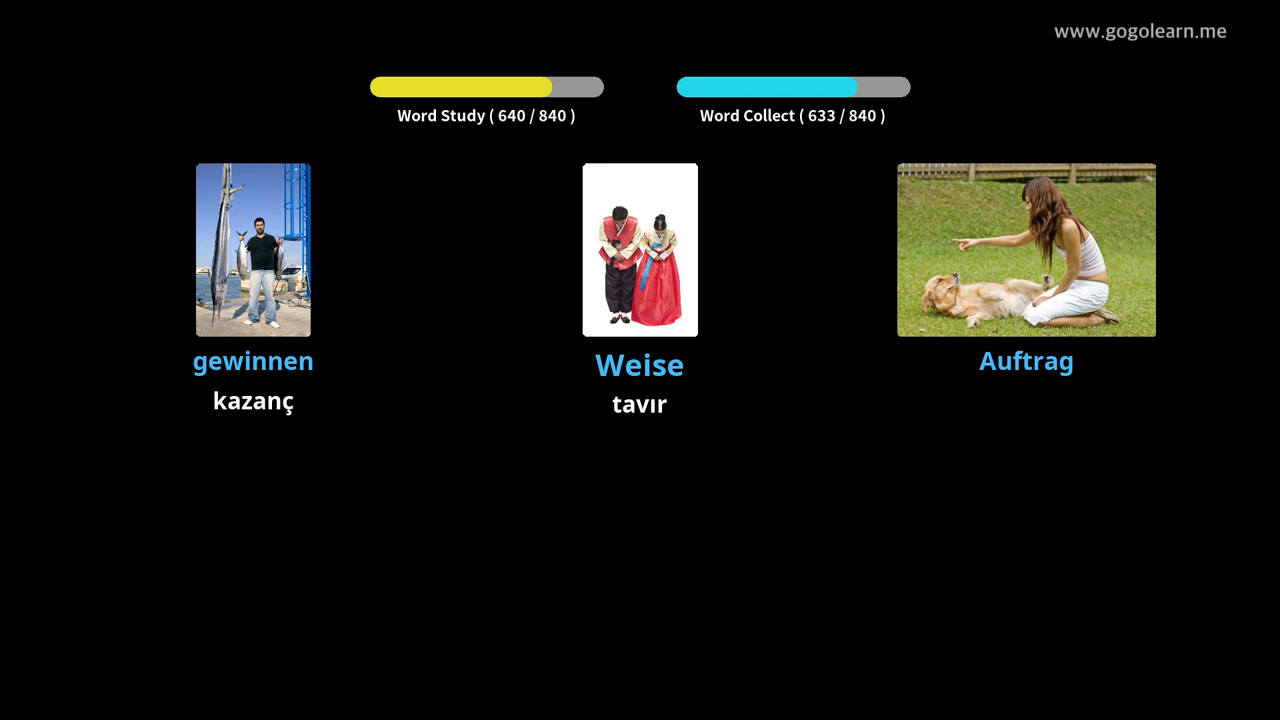 www.gogolearn.me
Word Study ( 640 / 840 )
Word Collect ( 633 / 840 )
gewinnen
kazanç
Weise
tavır
Auftrag